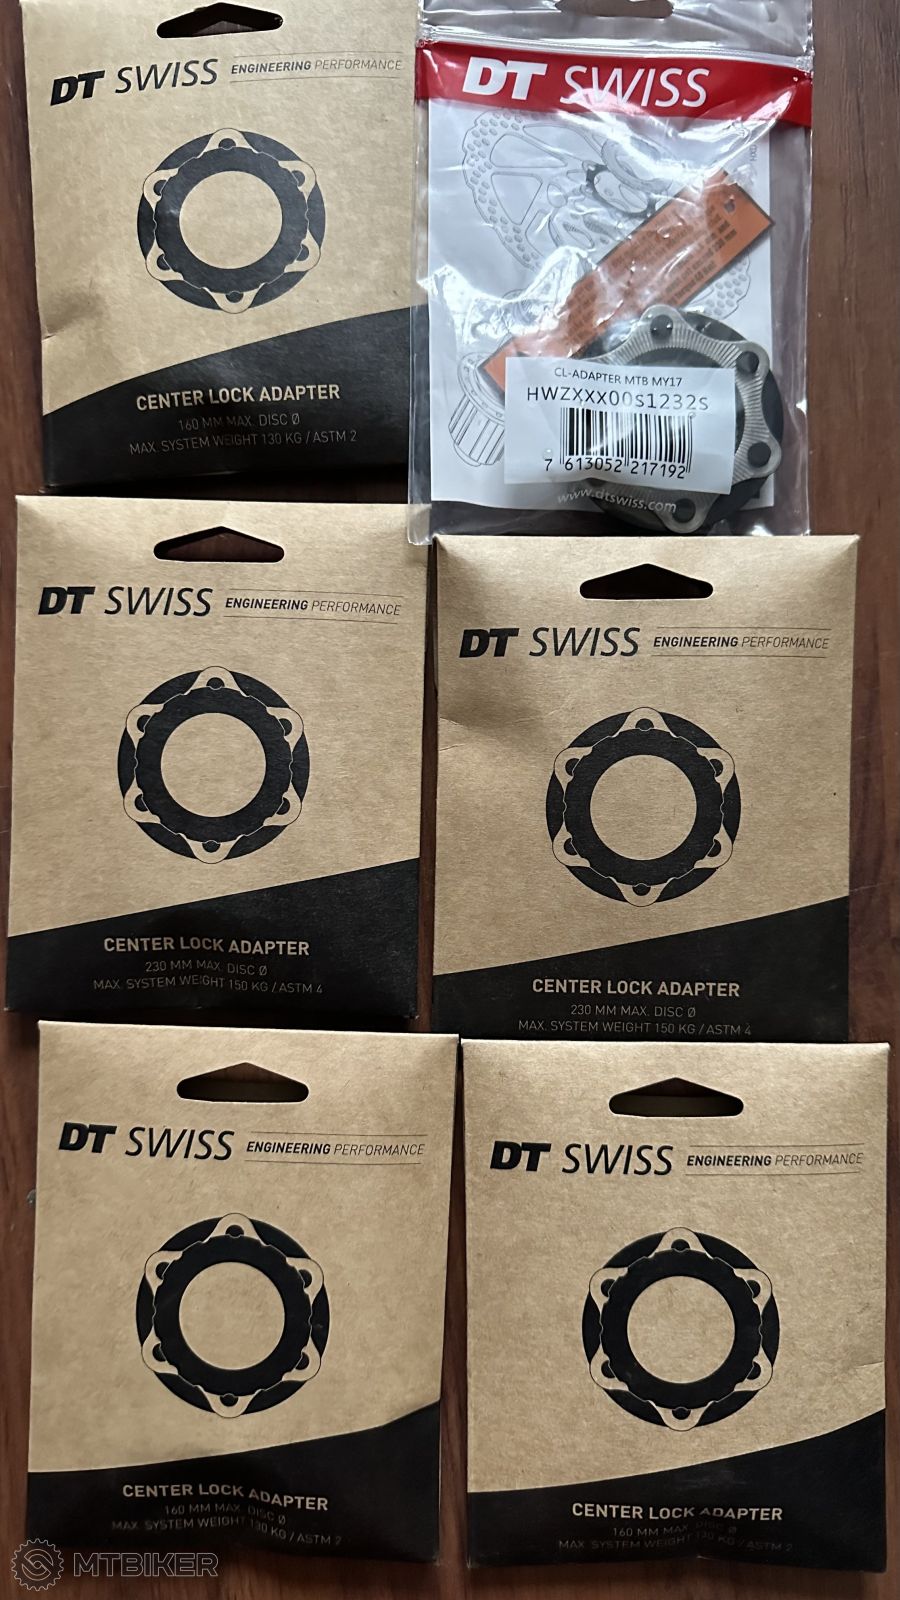 DT SWISS ENGINEERING PERFORMANCE
CENTER LOCK ADAPTER
160 MM MAX. DISC Ø
MAX. SYSTEM WEIGHT 130 KG / ASTM 2
DT SWISS
CL-ADAPTER MTB MY17
HWZXXX00S1232S
7 613052 217192
www.dtswiss.com
DT SWISS ENGINEERING PERFORMANCE
CENTER LOCK ADAPTER
230 MM MAX. DISC Ø
MAX. SYSTEM WEIGHT 150 KG / ASTM 4
DT SWISS ENGINEERING PERFORMANCE
CENTER LOCK ADAPTER
230 MM MAX. DISC Ø
MAX. SYSTEM WEIGHT 150 KG / ASTM 4
DT SWISS ENGINEERING PERFORMANCE
CENTER LOCK ADAPTER
160 MM MAX. DISC Ø
MAX. SYSTEM WEIGHT 130 KG / ASTM 2
DT SWISS ENGINEERING PERFORMANCE
CENTER LOCK ADAPTER
160 MM MAX. DISC Ø
MAX. SYSTEM WEIGHT 130 KG / ASTM 2
MTBIKER